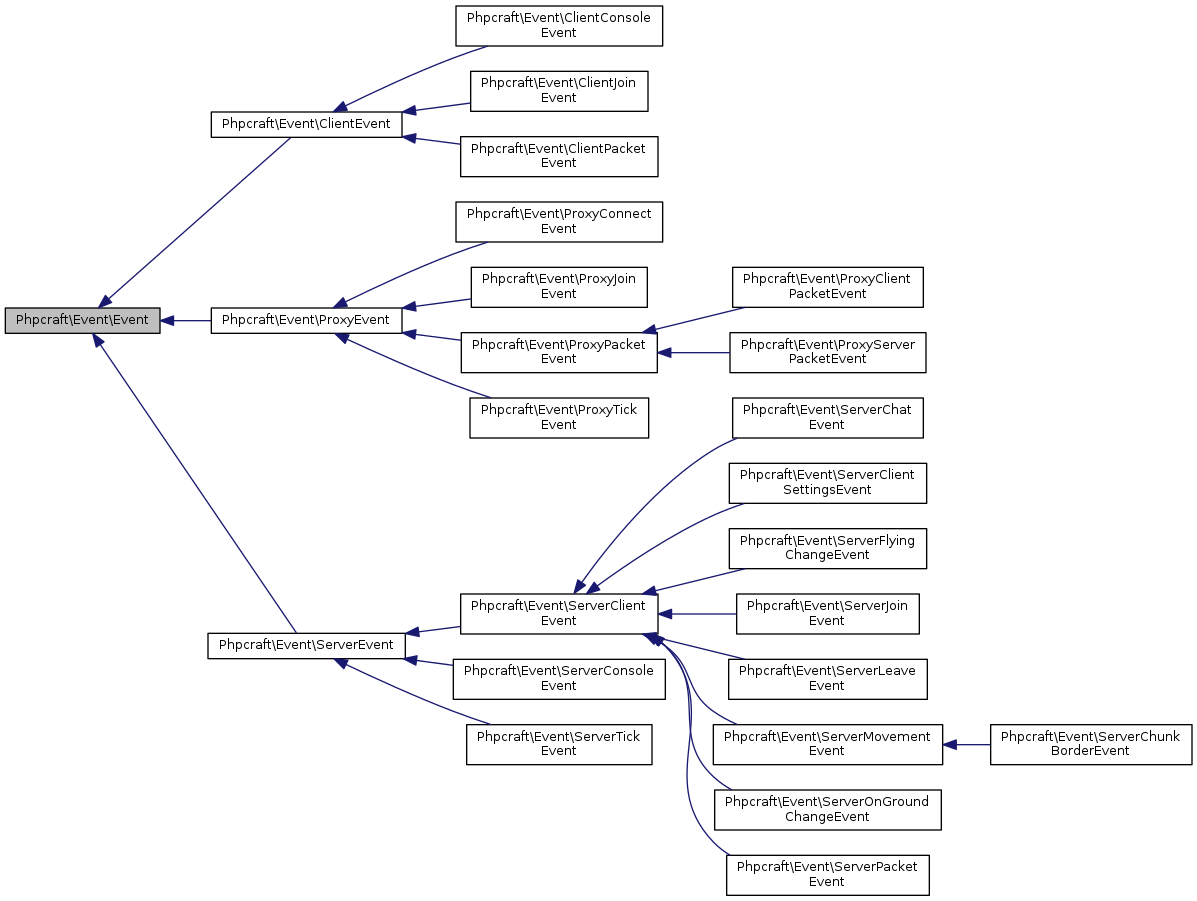 Phpcraft\Event\ClientConsole
Event
Phpcraft\Event\ClientJoin
Event
Phpcraft\Event\ClientEvent
Phpcraft\Event\ClientPacket
Event
Phpcraft\Event\ProxyConnect
Event
Phpcraft\Event\ProxyJoin
Event
Phpcraft\Event\ProxyClient
PacketEvent
Phpcraft\Event\Event
Phpcraft\Event\ProxyEvent
Phpcraft\Event\ProxyPacket
Event
Phpcraft\Event\ProxyServer
PacketEvent
Phpcraft\Event\ProxyTick
Event
Phpcraft\Event\ServerChat
Event
Phpcraft\Event\ServerClient
SettingsEvent
Phpcraft\Event\ServerFlying
ChangeEvent
Phpcraft\Event\ServerClient
Event
Phpcraft\Event\ServerJoin
Event
Phpcraft\Event\ServerEvent
Phpcraft\Event\ServerConsole
Event
Phpcraft\Event\ServerLeave
Event
Phpcraft\Event\ServerTick
Event
Phpcraft\Event\ServerMovement
Event
Phpcraft\Event\ServerChunk
BorderEvent
Phpcraft\Event\ServerOnGround
ChangeEvent
Phpcraft\Event\ServerPacket
Event